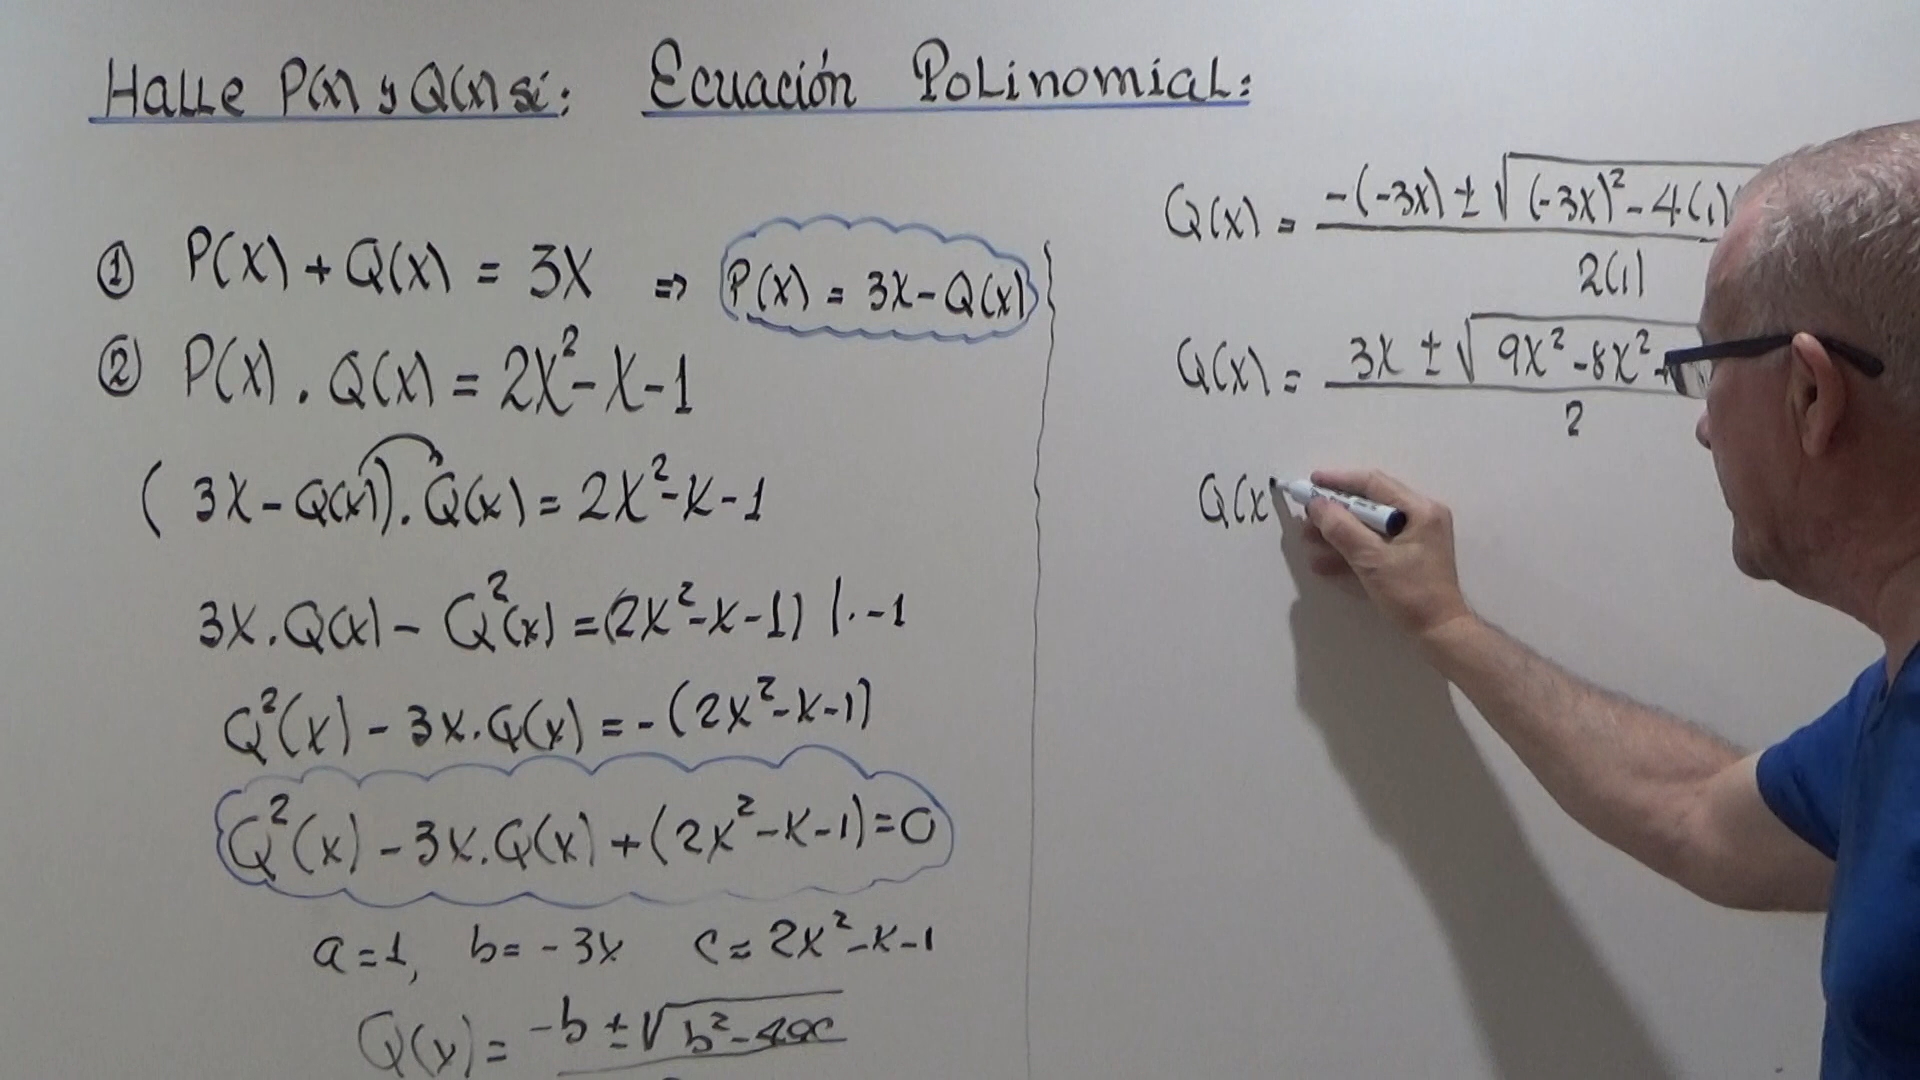 Halle P(x) y Q(x) si: Ecuación Polinomial:
① P(x) + Q(x) = 3x ⇒ P(x) = 3x - Q(x)
② P(x) . Q(x) = 2x² - x - 1
( 3x - Q(x) ) . Q(x) = 2x² - x - 1
3x . Q(x) - Q²(x) = (2x² - x - 1) | . -1
Q²(x) - 3x . Q(x) = - (2x² - x - 1)
Q²(x) - 3x . Q(x) + (2x² - x - 1) = 0
a = 1, b = - 3x c = 2x² - x - 1
Q(x) = -b ± √b² - 4ac
Q(x) = -(-3x) ± √(-3x)² - 4(1)
2(1)
Q(x) = 3x ± √9x² - 8x²
2
Q(x